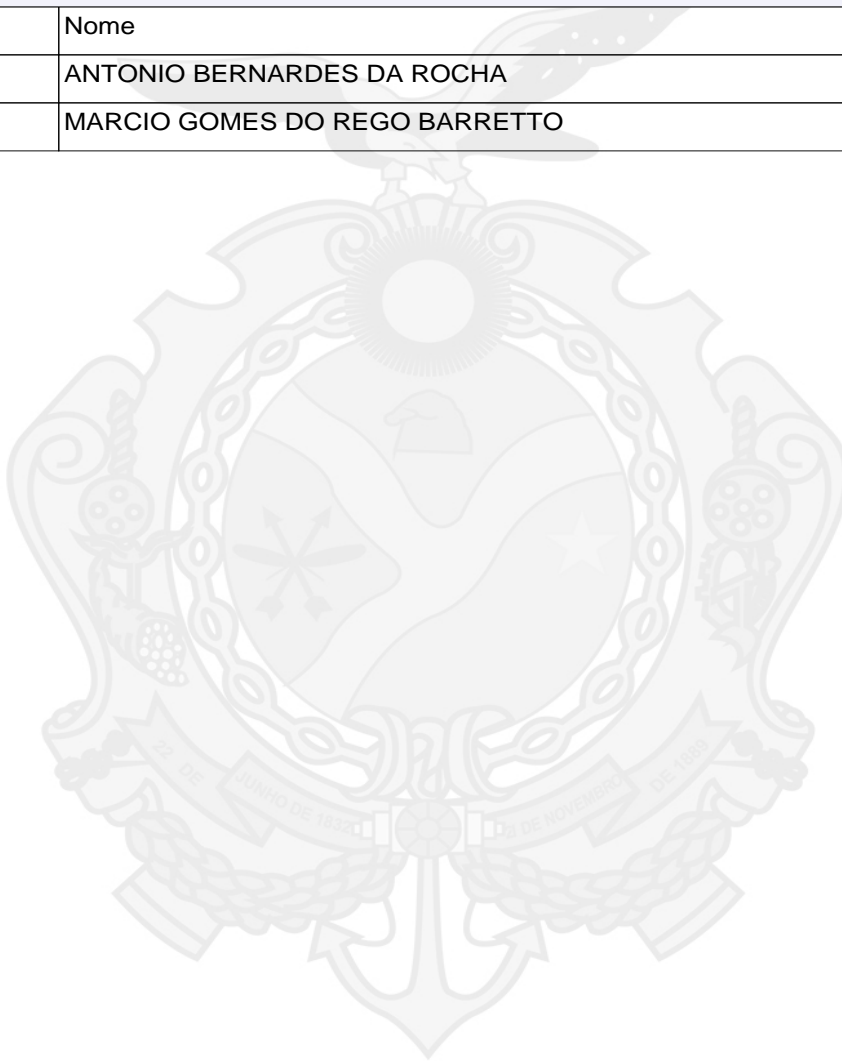 Nome
ANTONIO BERNARDES DA ROCHA
MARCIO GOMES DO REGO BARRETTO
22 DE
JUNHO DE 1832
DE NOVEMBRO
DE 1889